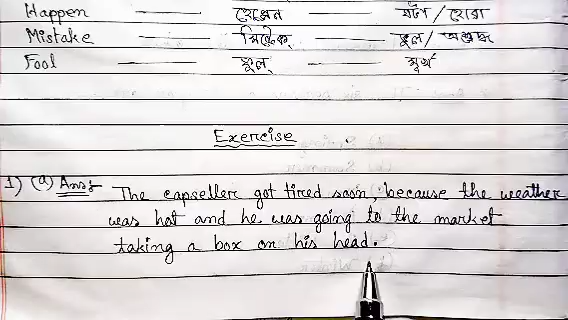 Happen — হেপ্পেন — ঘটা / হোৱা
Mistake — মিষ্টেক্ — ভুল / অশুদ্ধ
Fool — ফুল্ — মূৰ্খ
Exercise
1) (a) Ans: The capseller got tired soon, because the weather
was hot and he was going to the market
taking a box on his head.